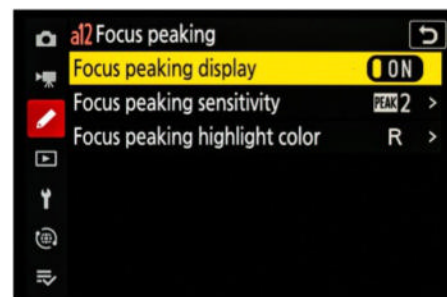 a12 Focus peaking
Focus peaking display ON
Focus peaking sensitivity PEAK 2 >
Focus peaking highlight color R >